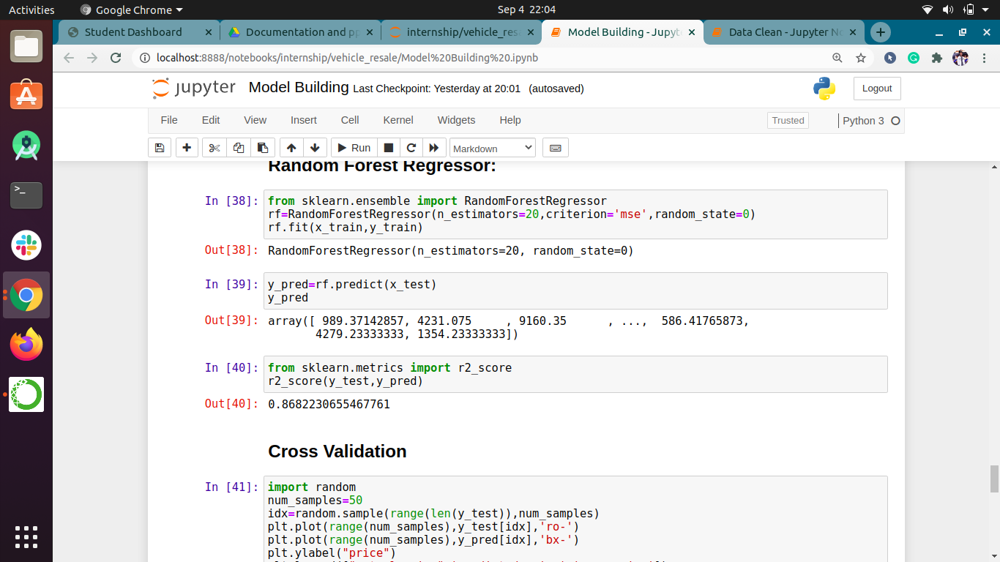 Activities Google Chrome Sep 4 22:04
Student Dashboard Documentation and pp internship/vehicle_res Model Building - Jupyt Data Clean - Jupyter No
localhost:8888/notebooks/internship/vehicle_resale/Model%20Building%20.ipynb
jupyter Model Building Last Checkpoint: Yesterday at 20:01 (autosaved) Logout
File Edit View Insert Cell Kernel Widgets Help Trusted Python 3
Run Markdown
Random Forest Regressor:
In [38]: from sklearn.ensemble import RandomForestRegressor
rf=RandomForestRegressor(n_estimators=20,criterion='mse',random_state=0)
rf.fit(x_train,y_train)
Out[38]: RandomForestRegressor(n_estimators=20, random_state=0)
In [39]: y_pred=rf.predict(x_test)
y_pred
Out[39]: array([ 989.37142857, 4231.075     , 9160.35      , ...,  586.41765873,
4279.23333333, 1354.23333333])
In [40]: from sklearn.metrics import r2_score
r2_score(y_test,y_pred)
Out[40]: 0.8682230655467761
Cross Validation
In [41]: import random
num_samples=50
idx=random.sample(range(len(y_test)),num_samples)
plt.plot(range(num_samples),y_test[idx],'ro-')
plt.plot(range(num_samples),y_pred[idx],'bx-')
plt.ylabel("price")